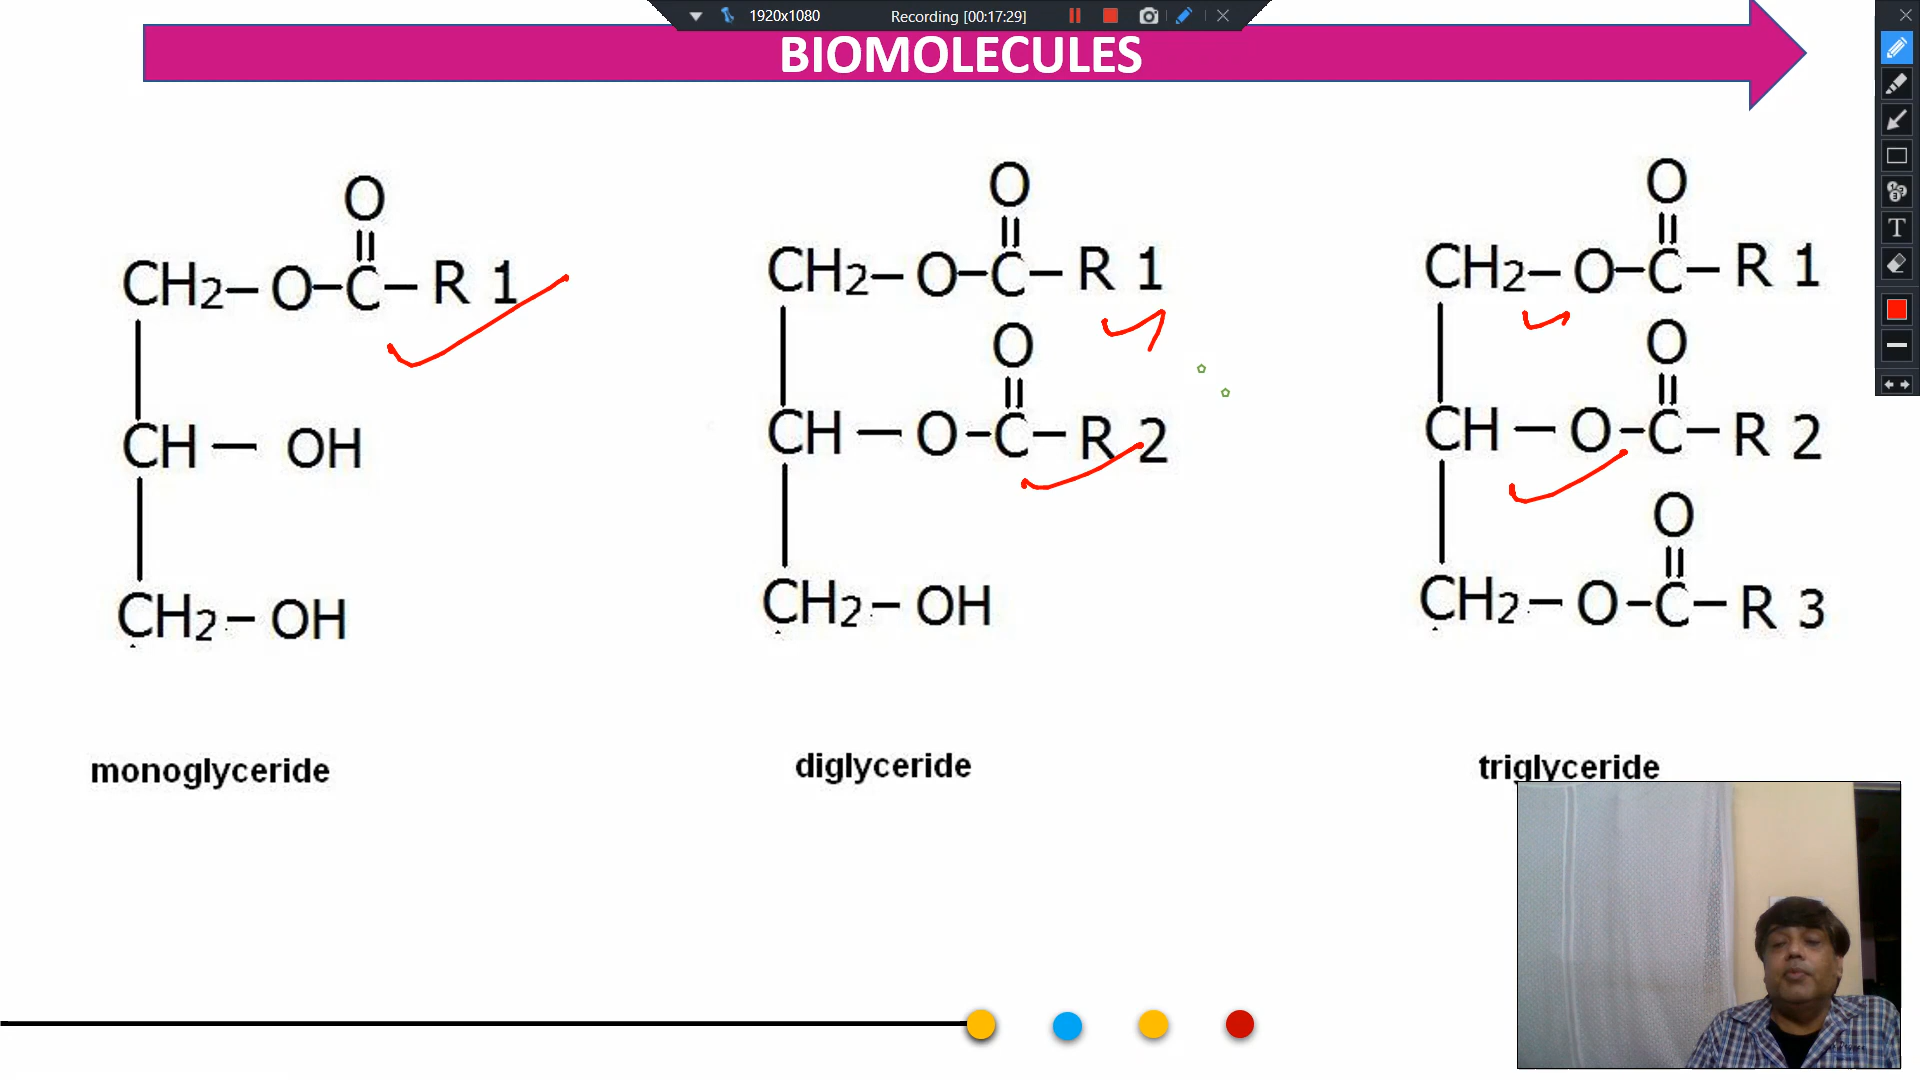 1920x1080 Recording [00:17:29]
BIOMOLECULES
O
CH2–O–C–R 1
CH– OH
CH2–OH
monoglyceride
O
CH2–O–C–R 1
O
CH–O–C–R 2
CH2–OH
diglyceride
O
CH2–O–C–R 1
O
CH–O–C–R 2
O
CH2–O–C–R 3
triglyceride
T